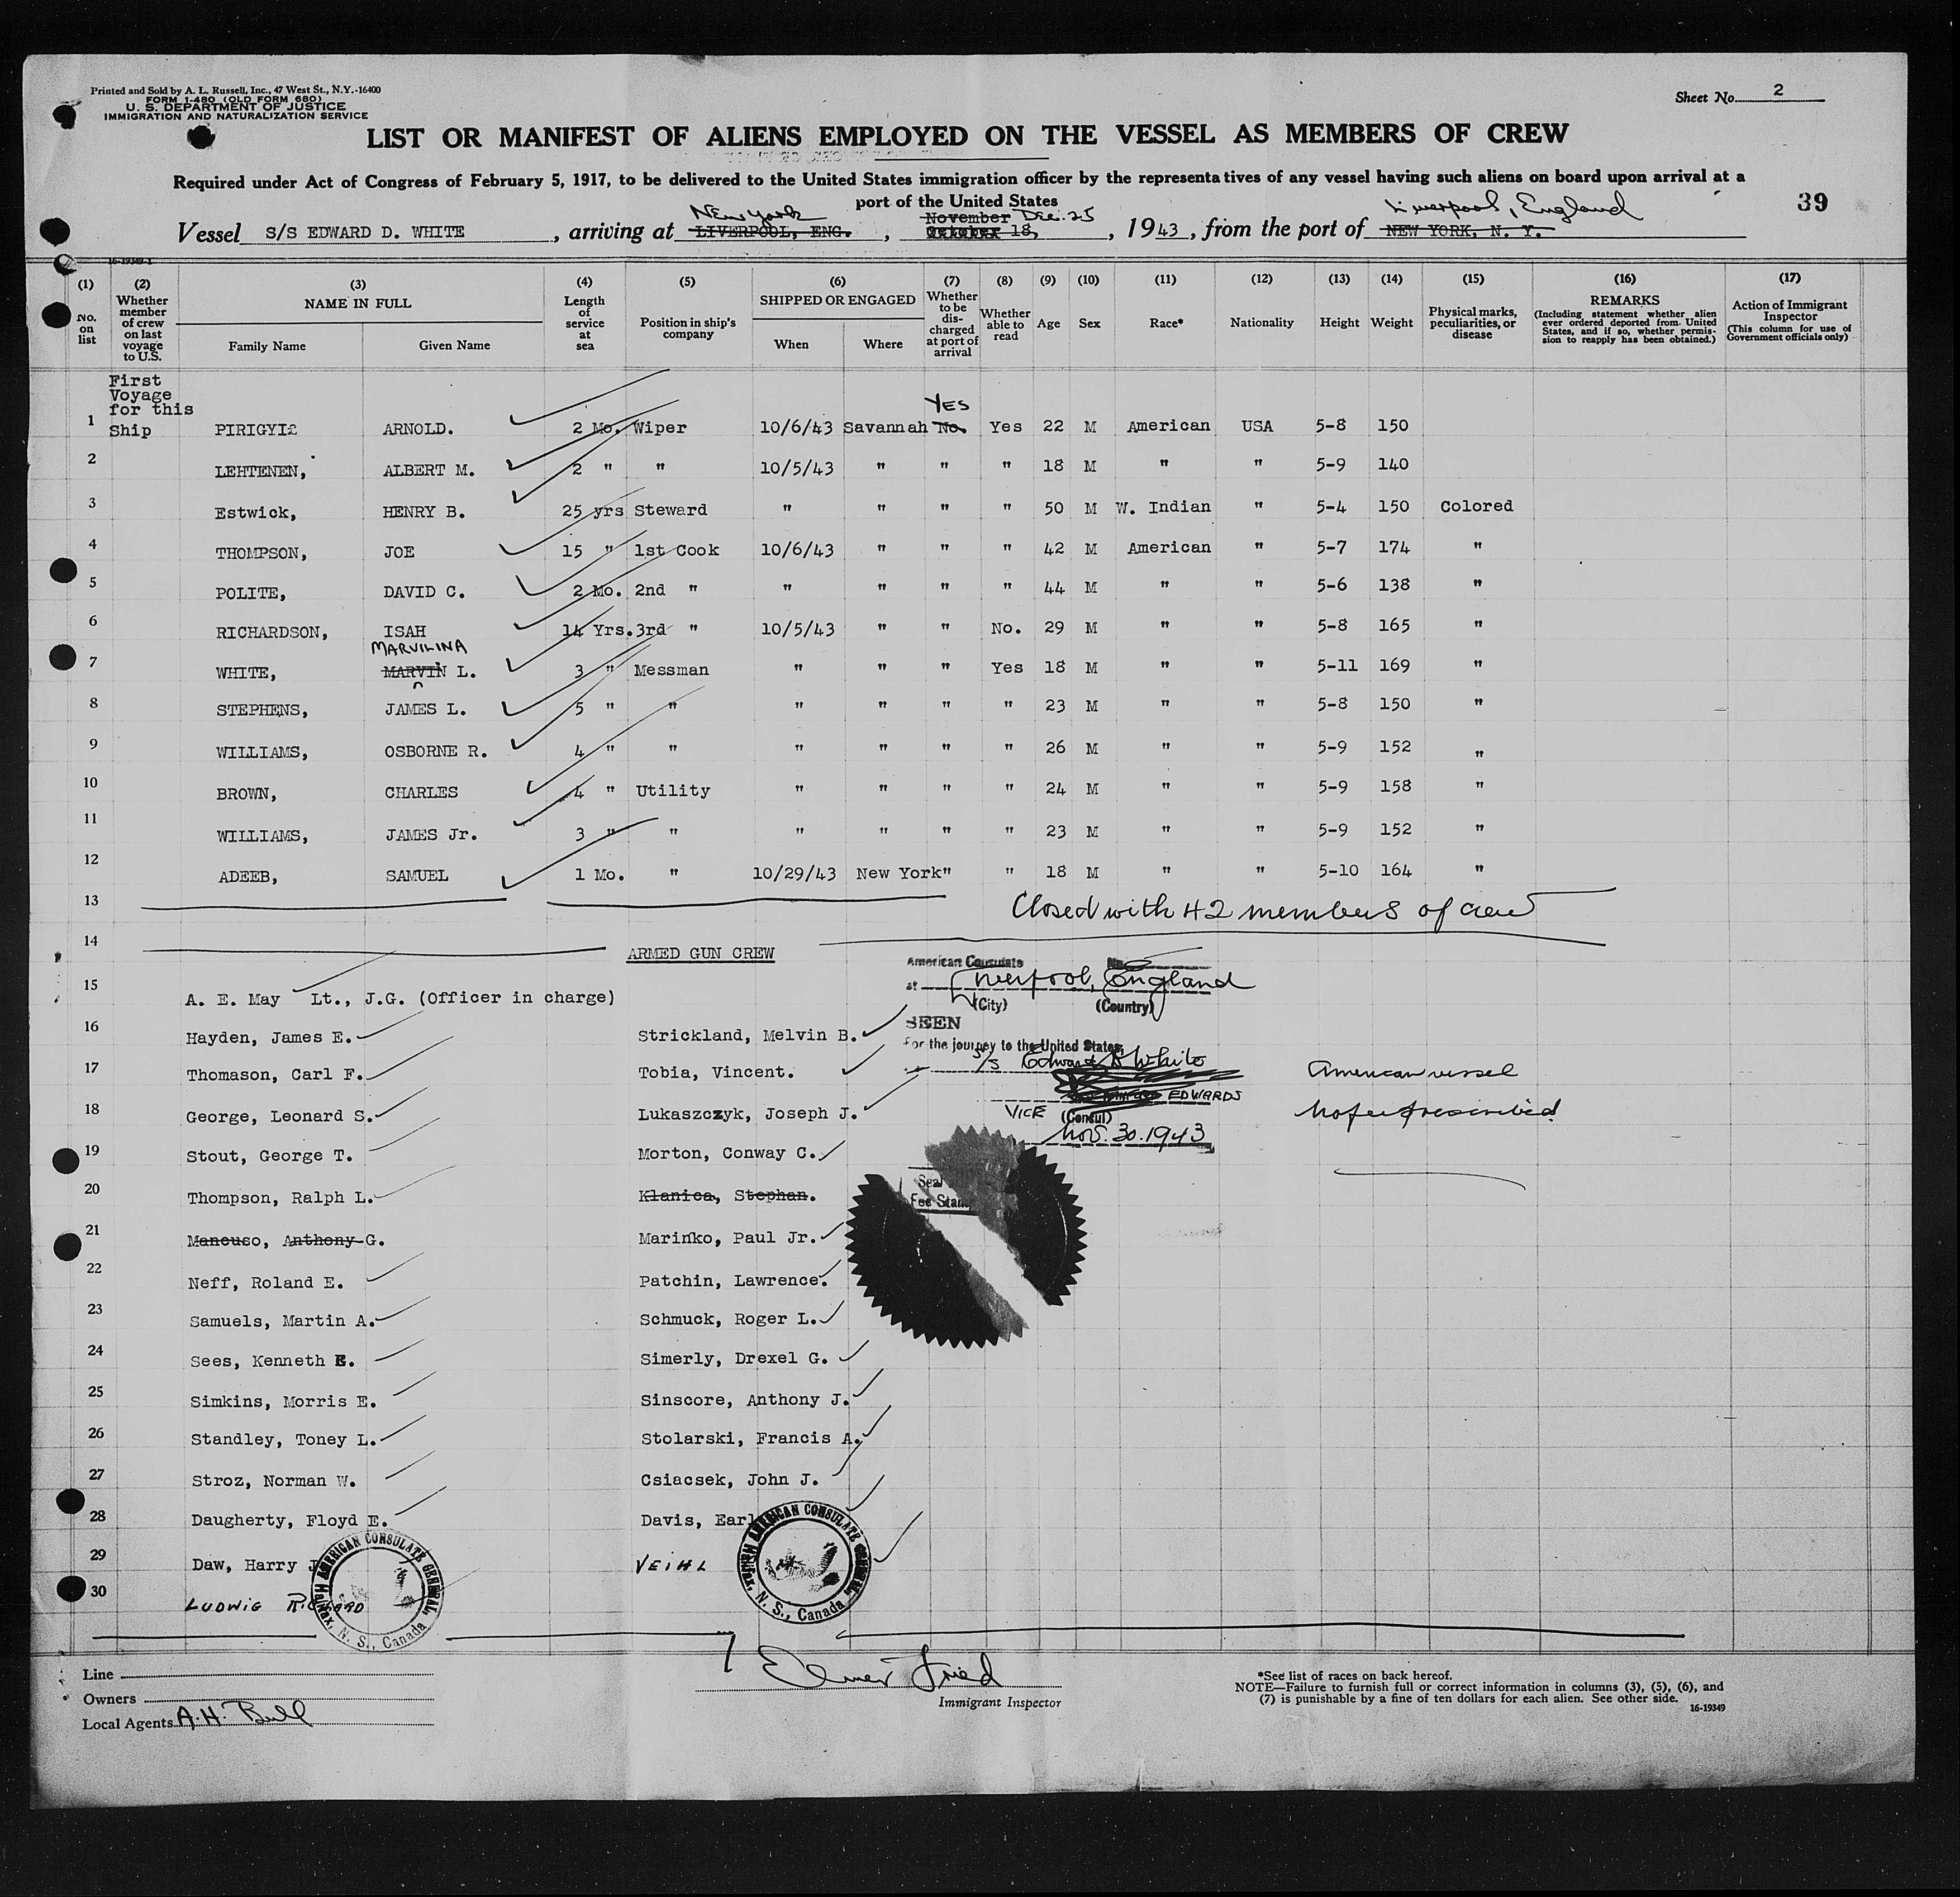 Printed and Sold by A. L. Russell, Inc., 47 West St., N.Y.-16400
FORM I-480 (OLD FORM 680)
U. S. DEPARTMENT OF JUSTICE
IMMIGRATION AND NATURALIZATION SERVICE
Sheet No. 2
LIST OR MANIFEST OF ALIENS EMPLOYED ON THE VESSEL AS MEMBERS OF CREW
Required under Act of Congress of February 5, 1917, to be delivered to the United States immigration officer by the representatives of any vessel having such aliens on board upon arrival at a
port of the United States
39
New York November Dec. 25 Liverpool, England
Vessel S/S EDWARD D. WHITE, arriving at LIVERPOOL, ENG., October 18, 1943, from the port of NEW YORK, N. Y.
16-19349-1
(1) (2) (3) (4) (5) (6) (7) (8) (9) (10) (11) (12) (13) (14) (15) (16) (17)
No. on list
Whether member of crew on last voyage to U.S.
NAME IN FULL
Family Name Given Name
Length of service at sea
Position in ship's company
SHIPPED OR ENGAGED
When Where
Whether to be discharged at port of arrival
Whether able to read
Age
Sex
Race*
Nationality
Height
Weight
Physical marks, peculiarities, or disease
REMARKS
(Including statement whether alien ever ordered deported from United States, and if so, whether permission to reapply has been obtained.)
Action of Immigrant Inspector
(This column for use of Government officials only)
First
Voyage
for this
Ship
YES
1 PIRIGYI ARNOLD. 2 Mo. Wiper 10/6/43 Savannah No. Yes 22 M American USA 5-8 150
2 LEHTENEN, ALBERT M. 2 " " 10/5/43 " " " 18 M " " 5-9 140
3 Estwick, HENRY B. 25 yrs Steward " " " " 50 M W. Indian " 5-4 150 Colored
4 THOMPSON, JOE 15 " 1st Cook 10/6/43 " " " 42 M American " 5-7 174 "
5 POLITE, DAVID C. 2 Mo. 2nd " " " " " 44 M " " 5-6 138 "
6 RICHARDSON, ISAH 14 Yrs. 3rd " 10/5/43 " " No. 29 M " " 5-8 165 "
MARVILINA
7 WHITE, MARVIN L. 3 " Messman " " " Yes 18 M " " 5-11 169 "
8 STEPHENS, JAMES L. 5 " " " " " " 23 M " " 5-8 150 "
9 WILLIAMS, OSBORNE R. 4 " " " " " " 26 M " " 5-9 152 "
10 BROWN, CHARLES 4 " Utility " " " " 24 M " " 5-9 158 "
11 WILLIAMS, JAMES Jr. 3 " " " " " " 23 M " " 5-9 152 "
12 ADEEB, SAMUEL 1 Mo. " 10/29/43 New York " " 18 M " " 5-10 164 "
13 Closed with 42 members of crew
14 ARMED GUN CREW
American Consulate No.
at Liverpool, England
(City) (Country)
SEEN
For the journey to the United States,
S/S Edward D White
EDWARDS
VICE (Consul)
Nov. 30. 1943
American vessel
No fee prescribed
Seal
Fee Stam
15 A. E. May Lt., J.G. (Officer in charge)
16 Hayden, James E. Strickland, Melvin B.
17 Thomason, Carl F. Tobia, Vincent.
18 George, Leonard S. Lukaszczyk, Joseph J.
19 Stout, George T. Morton, Conway C.
20 Thompson, Ralph L. Klanica, Stephan.
21 Mancuso, Anthony G. Marinko, Paul Jr.
22 Neff, Roland E. Patchin, Lawrence.
23 Samuels, Martin A. Schmuck, Roger L.
24 Sees, Kenneth E. Simerly, Drexel G.
25 Simkins, Morris E. Sinscore, Anthony J.
26 Standley, Toney L. Stolarski, Francis A.
27 Stroz, Norman W. Csiacsek, John J.
28 Daugherty, Floyd E. Davis, Earl
29 Daw, Harry VEIHL
30 LUDWIG RICHARD
AMERICAN CONSULATE GENERAL, Halifax, N. S., Canada
AMERICAN CONSULATE GENERAL, Halifax, N. S., Canada
Line
Owners
Local Agents A.H. Bull
Elmer Fried
Immigrant Inspector
*See list of races on back hereof.
NOTE—Failure to furnish full or correct information in columns (3), (5), (6), and
(7) is punishable by a fine of ten dollars for each alien. See other side.
16-19349